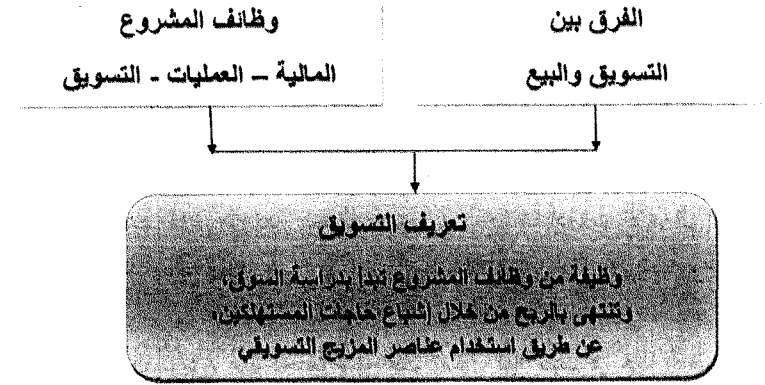 الفرق بين
التسويق والبيع
وظائف المشروع
المالية – العمليات - التسويق
تعريف التسويق
وظيفة من وظائف المشروع تبدأ بدراسة السوق،
وتنتهى بالربح من خلال إشباع حاجات المستهلكين،
عن طريق استخدام عناصر المزيج التسويقي